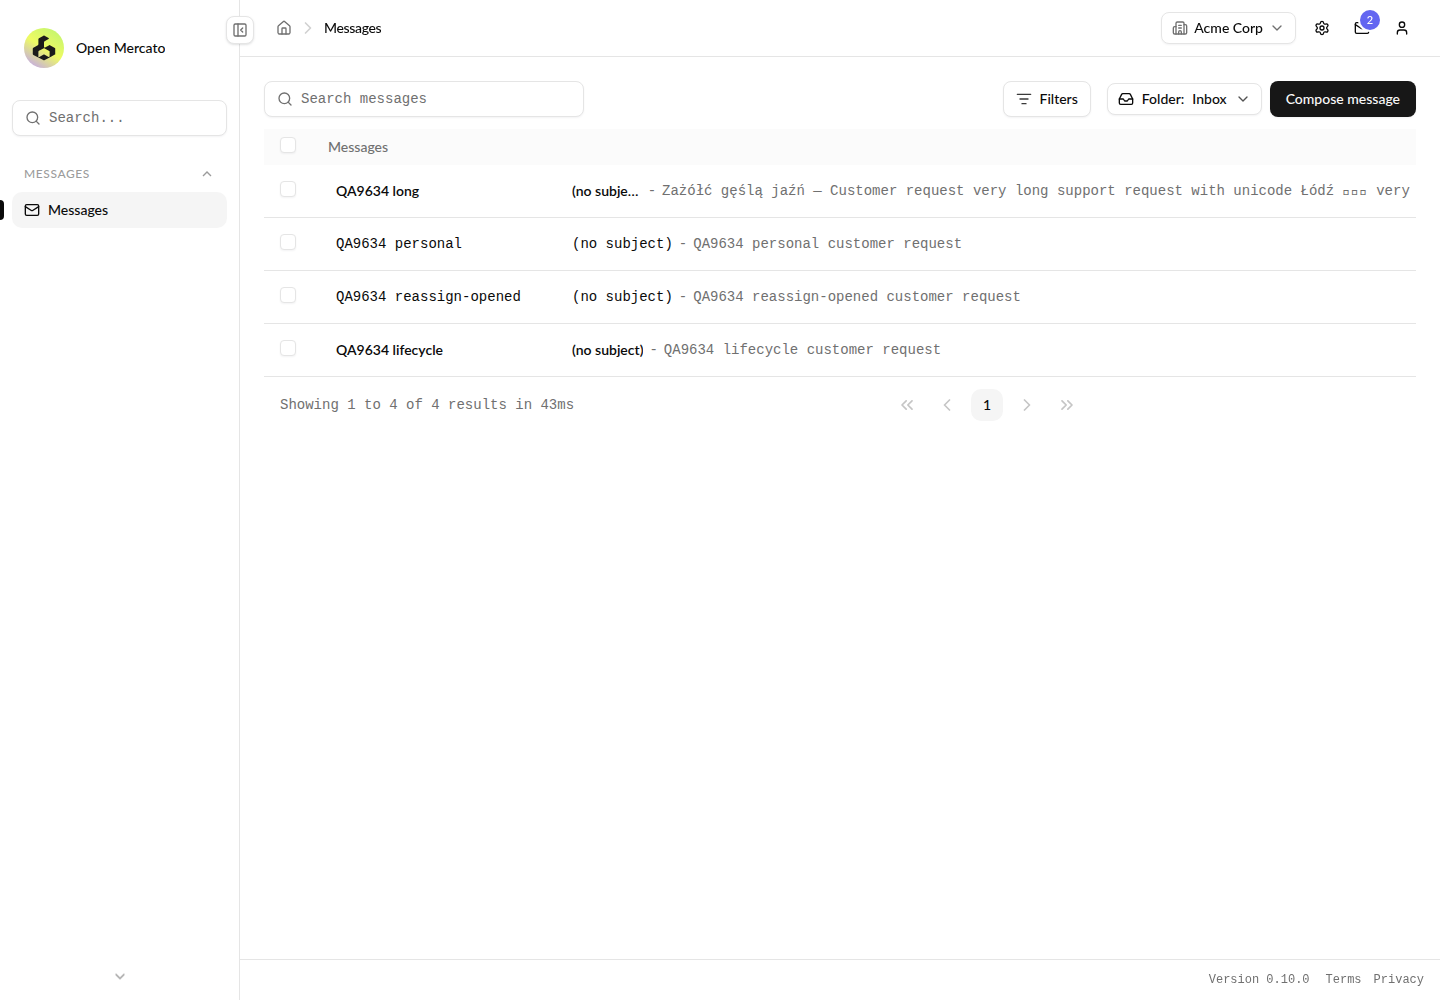 Open Mercato
Search...
MESSAGES
Messages
Messages
Acme Corp
2
Search messages
Filters
Folder: Inbox
Compose message
Messages
QA9634 long (no subje... - Zażółć gęślą jaźń — Customer request very long support request with unicode Łódź very
QA9634 personal (no subject) - QA9634 personal customer request
QA9634 reassign-opened (no subject) - QA9634 reassign-opened customer request
QA9634 lifecycle (no subject) - QA9634 lifecycle customer request
Showing 1 to 4 of 4 results in 43ms
1
Version 0.10.0 Terms Privacy